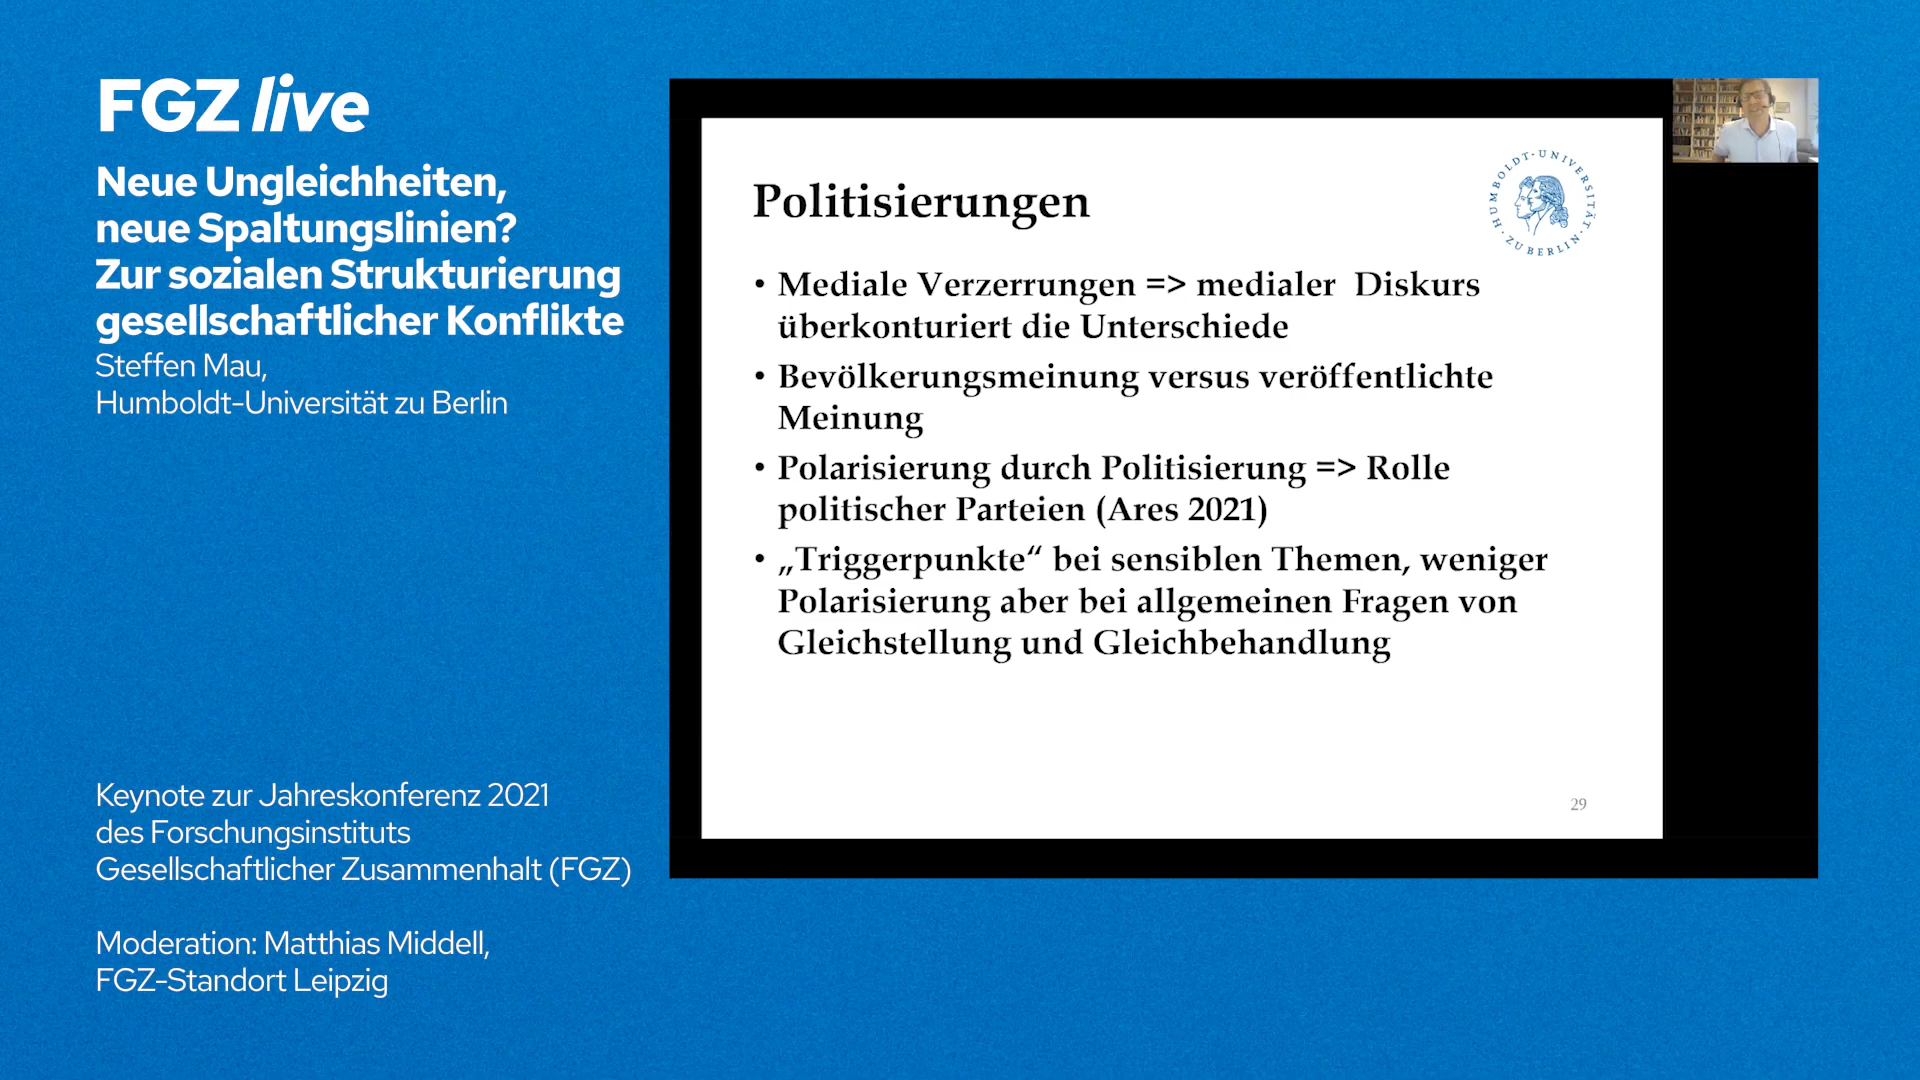 FGZ live
Neue Ungleichheiten,
neue Spaltungslinien?
Zur sozialen Strukturierung
gesellschaftlicher Konflikte
Steffen Mau,
Humboldt-Universität zu Berlin
Keynote zur Jahreskonferenz 2021
des Forschungsinstituts
Gesellschaftlicher Zusammenhalt (FGZ)
Moderation: Matthias Middell,
FGZ-Standort Leipzig
Politisierungen
HUMBOLDT-UNIVERSITÄT · ZU BERLIN ·
• Mediale Verzerrungen => medialer Diskurs
überkonturiert die Unterschiede
• Bevölkerungsmeinung versus veröffentlichte
Meinung
• Polarisierung durch Politisierung => Rolle
politischer Parteien (Ares 2021)
• „Triggerpunkte“ bei sensiblen Themen, weniger
Polarisierung aber bei allgemeinen Fragen von
Gleichstellung und Gleichbehandlung
29